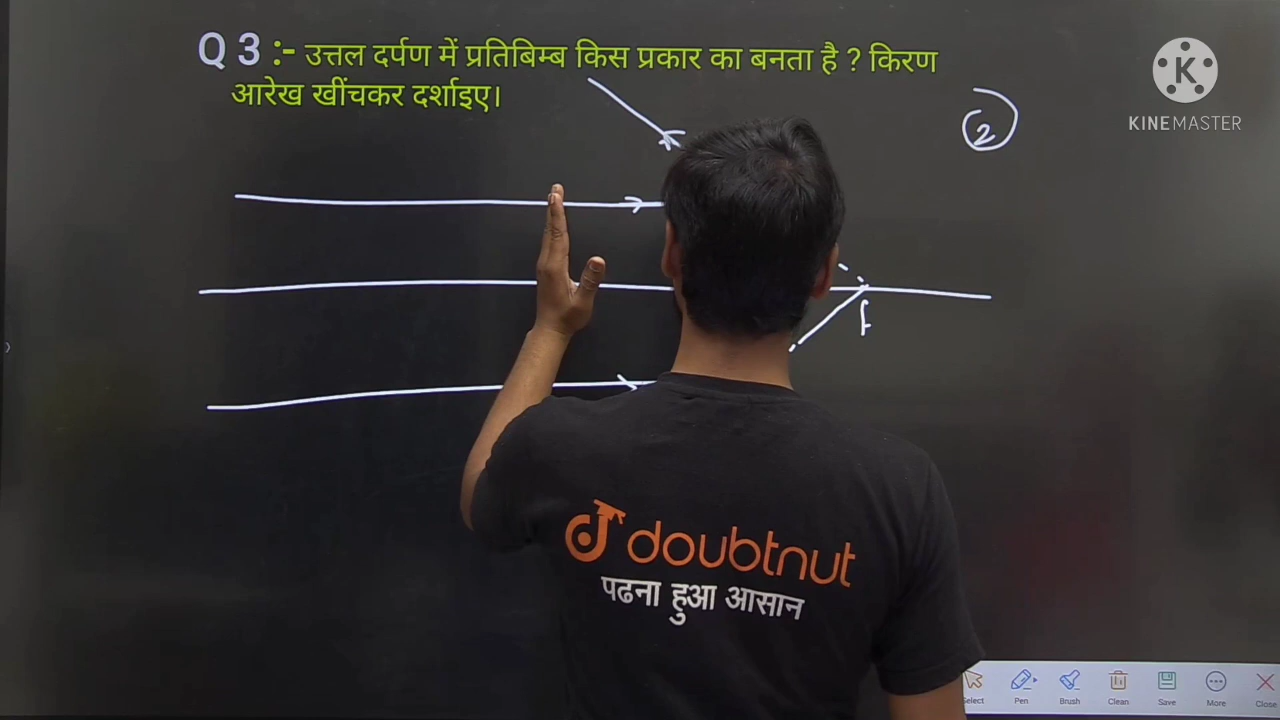 Q 3 :- उत्तल दर्पण में प्रतिबिम्ब किस प्रकार का बनता है ? किरण
आरेख खींचकर दर्शाइए।
2
K
KINEMASTER
F
doubtnut
पढना हुआ आसान
Select Pen Brush Clean Save More Close